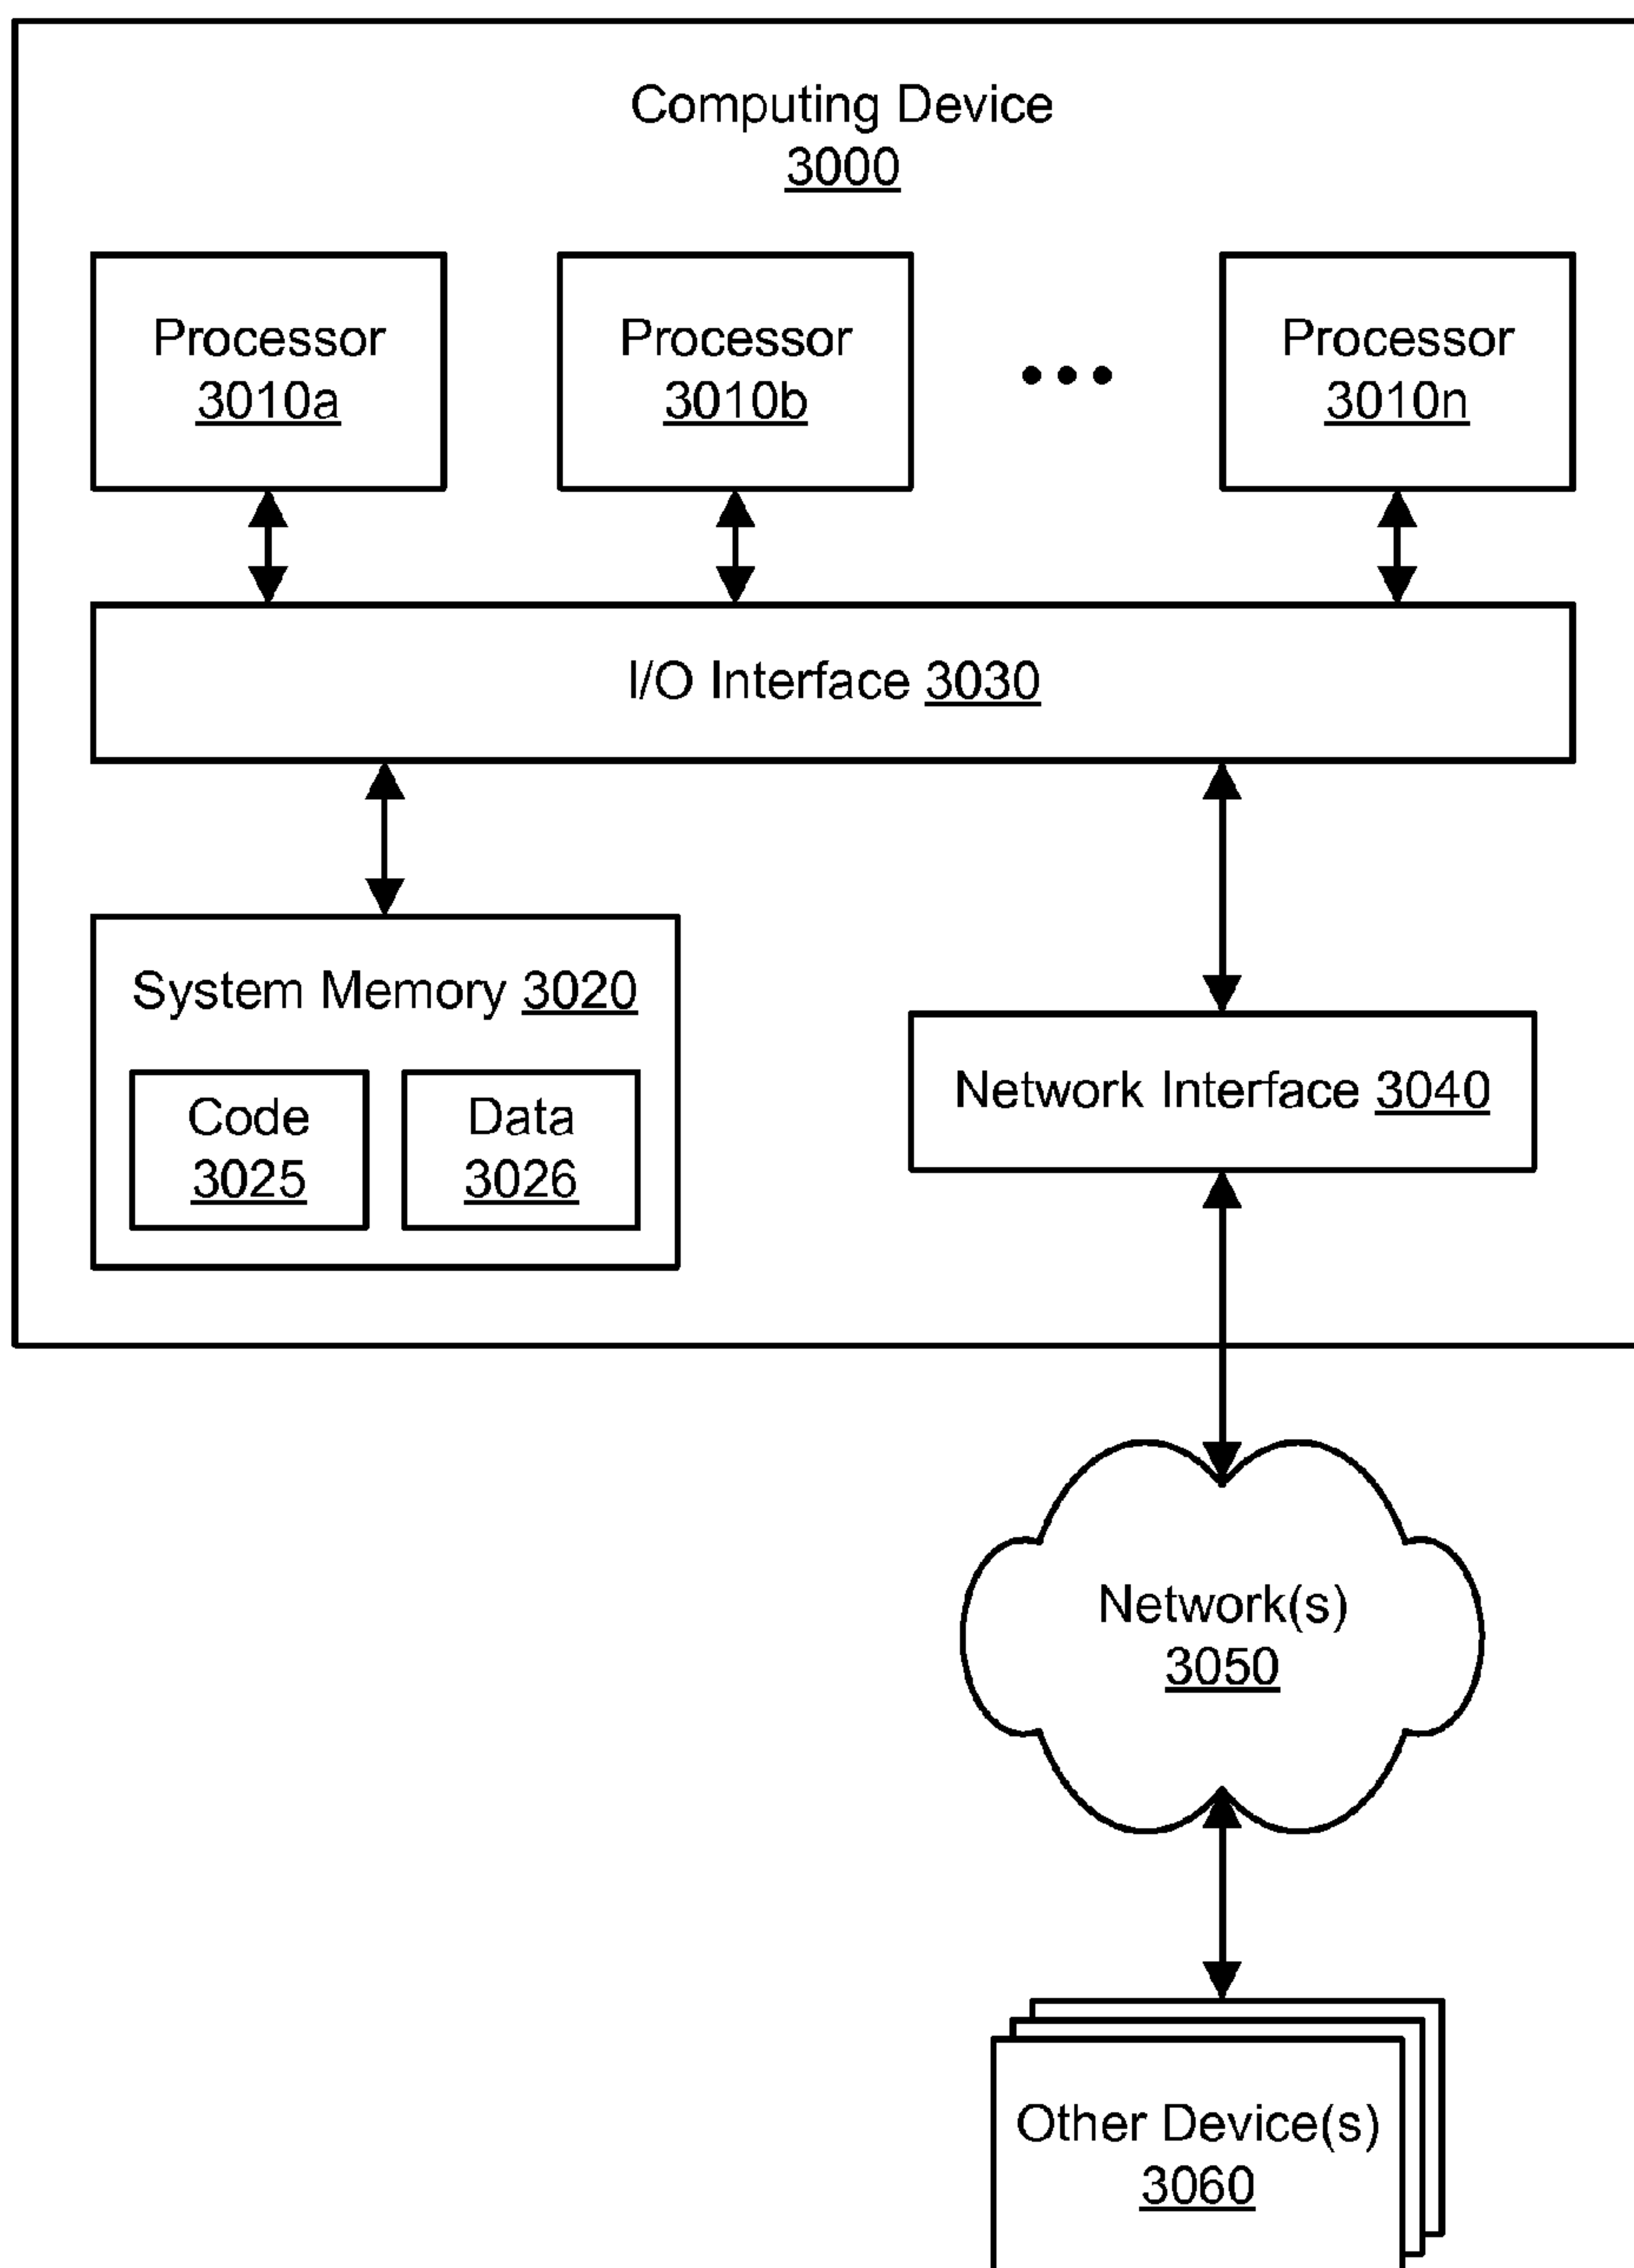 Computing Device
3000
Processor
3010a
Processor
3010b
Processor
3010n
I/O Interface 3030
System Memory 3020
Code
3025
Data
3026
Network Interface 3040
Network(s)
3050
Other Device(s)
3060